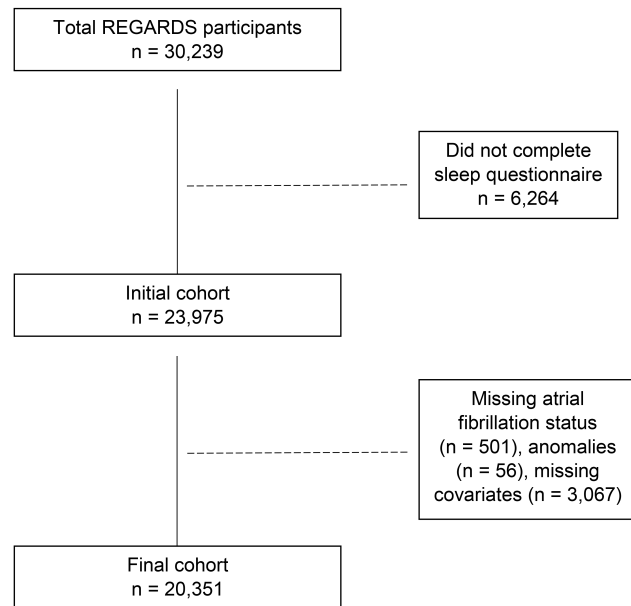 Total REGARDS participants
n = 30,239
Did not complete
sleep questionnaire
n = 6,264
Initial cohort
n = 23,975
Missing atrial
fibrillation status
(n = 501), anomalies
(n = 56), missing
covariates (n = 3,067)
Final cohort
n = 20,351